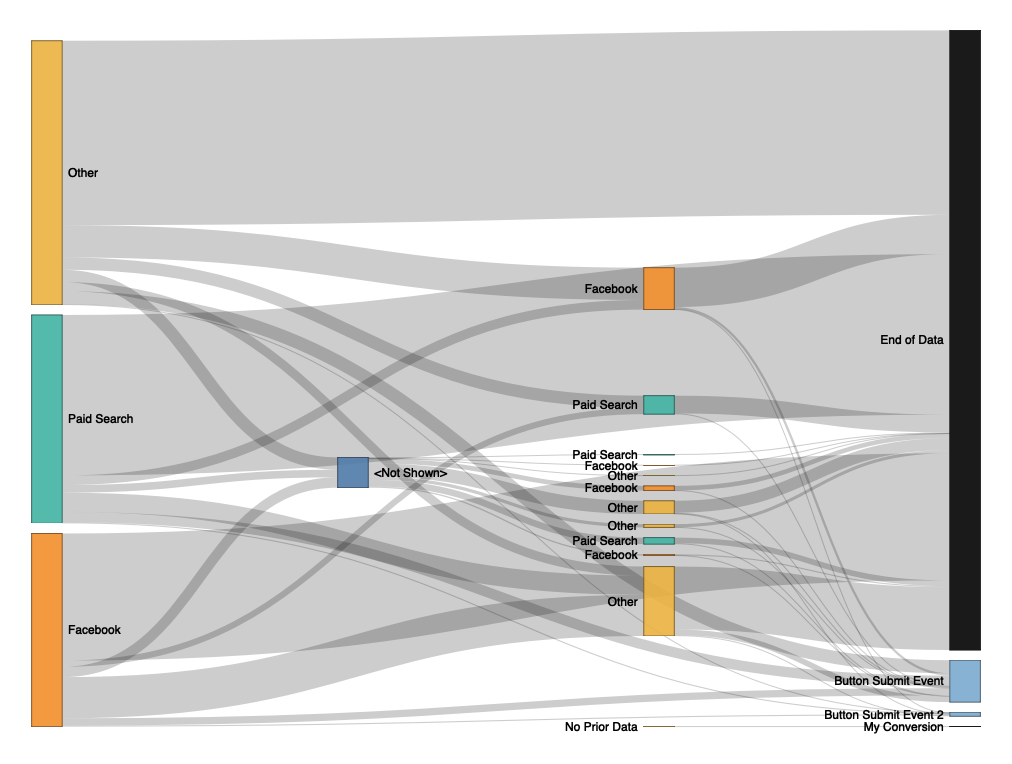 Other
Facebook
End of Data
Paid Search
Paid Search
Paid Search
Facebook
<Not Shown>
Other
Facebook
Other
Other
Paid Search
Facebook
Other
Facebook
Button Submit Event
Button Submit Event 2
No Prior Data
My Conversion